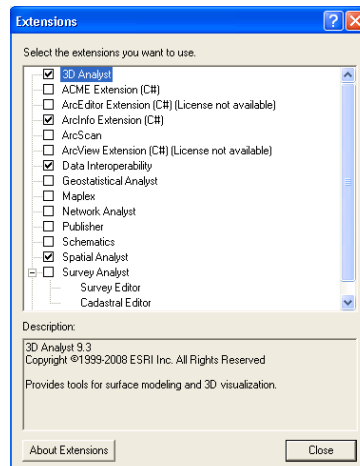 Extensions
Select the extensions you want to use.
3D Analyst
ACME Extension (C#)
ArcEditor Extension (C#) (License not available)
ArcInfo Extension (C#)
ArcScan
ArcView Extension (C#) (License not available)
Data Interoperability
Geostatistical Analyst
Maplex
Network Analyst
Publisher
Schematics
Spatial Analyst
Survey Analyst
Survey Editor
Cadastral Editor
Description:
3D Analyst 9.3
Copyright ©1999-2008 ESRI Inc. All Rights Reserved
Provides tools for surface modeling and 3D visualization.
About Extensions Close